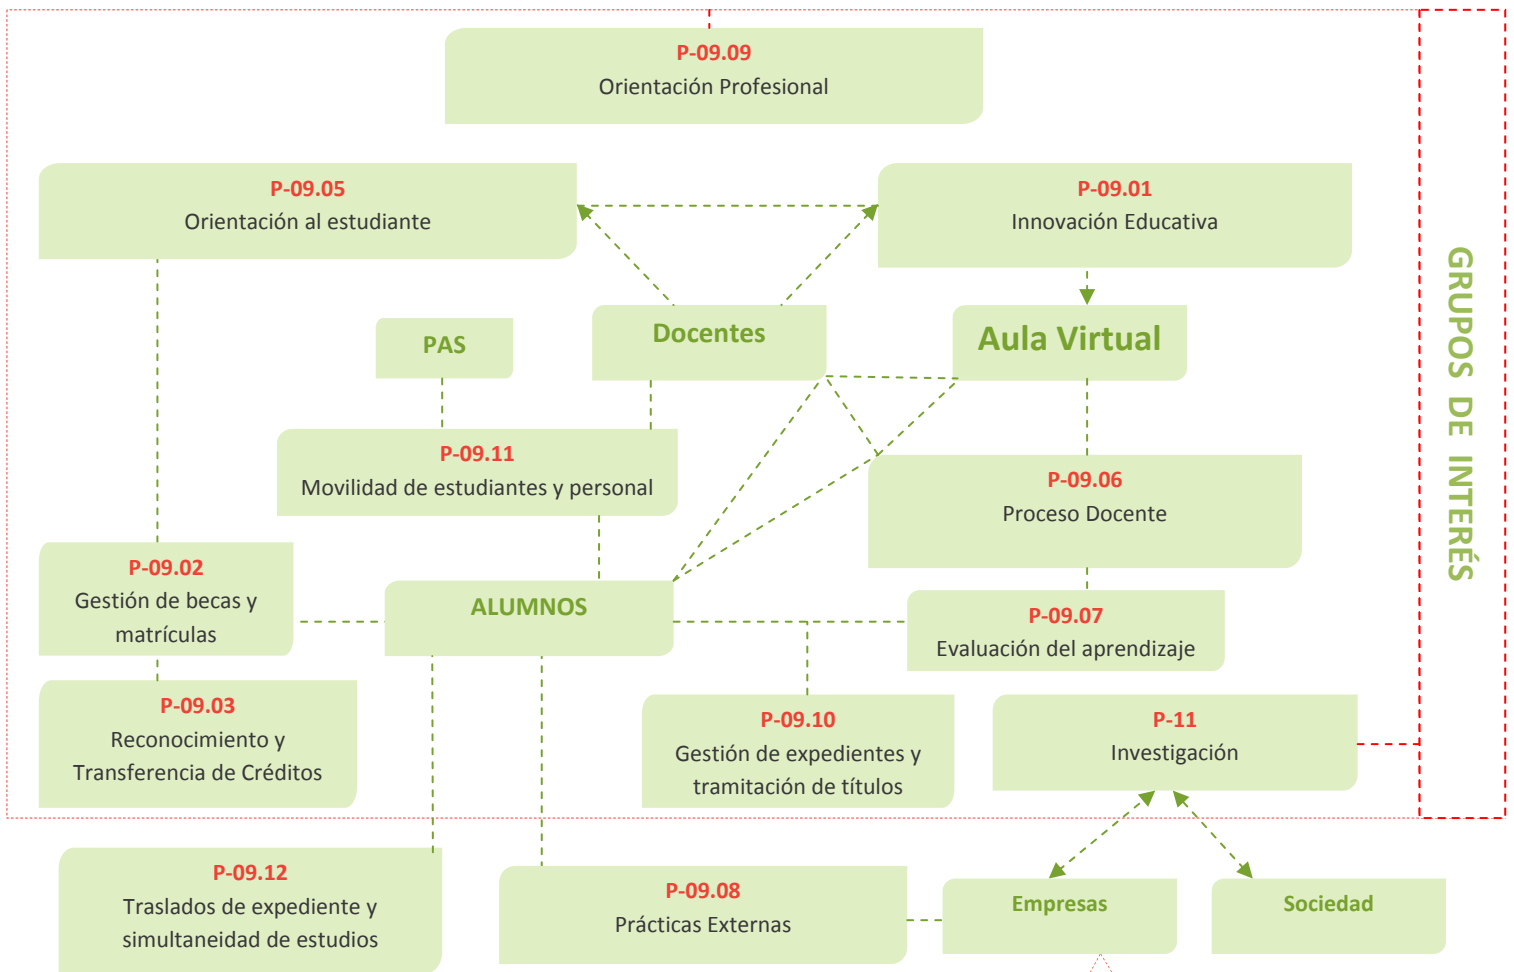 P-09.09
Orientación Profesional
P-09.05
Orientación al estudiante
P-09.01
Innovación Educativa
PAS
Docentes
Aula Virtual
P-09.11
Movilidad de estudiantes y personal
P-09.06
Proceso Docente
P-09.02
Gestión de becas y
matrículas
ALUMNOS
P-09.07
Evaluación del aprendizaje
P-09.03
Reconocimiento y
Transferencia de Créditos
P-09.10
Gestión de expedientes y
tramitación de títulos
P-11
Investigación
GRUPOS DE INTERÉS
P-09.12
Traslados de expediente y
simultaneidad de estudios
P-09.08
Prácticas Externas
Empresas
Sociedad